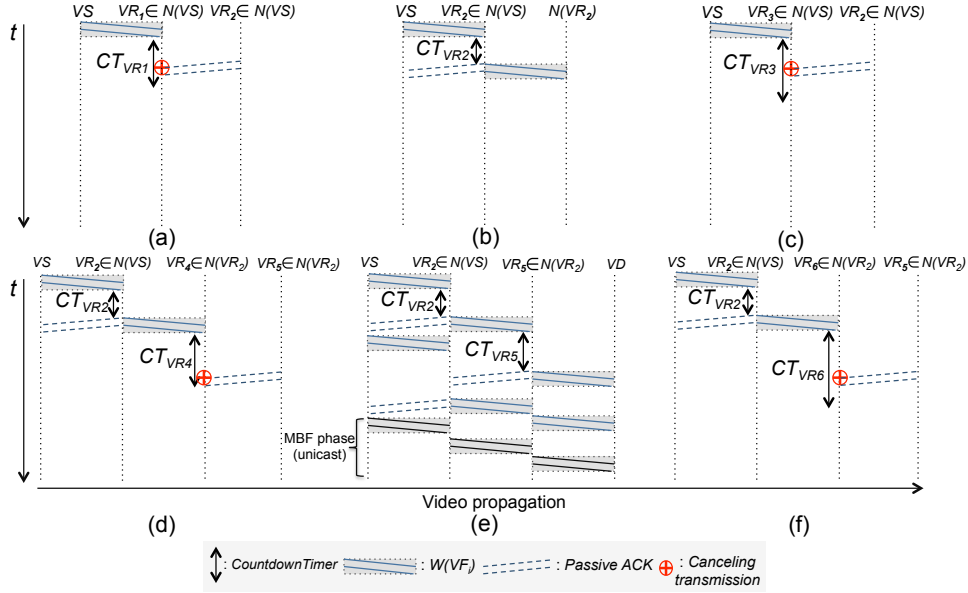 VS VR1∈ N(VS) VR2∈ N(VS)
t
CTVR1
(a)
VS VR2∈ N(VS) N(VR2)
CTVR2
(b)
VS VR3∈ N(VS) VR2∈ N(VS)
CTVR3
(c)
VS VR2∈N(VS) VR4∈N(VR2) VR5∈N(VR2)
t
CTVR2
CTVR4
VS VR2∈N(VS) VR5∈N(VR2) VD
CTVR2
CTVR5
MBF phase
(unicast)
VS VR2∈N(VS) VR6∈N(VR2) VR5∈N(VR2)
CTVR2
CTVR6
Video propagation
(d) (e) (f)
: CountdownTimer : W(VFi) : Passive ACK : Canceling
transmission